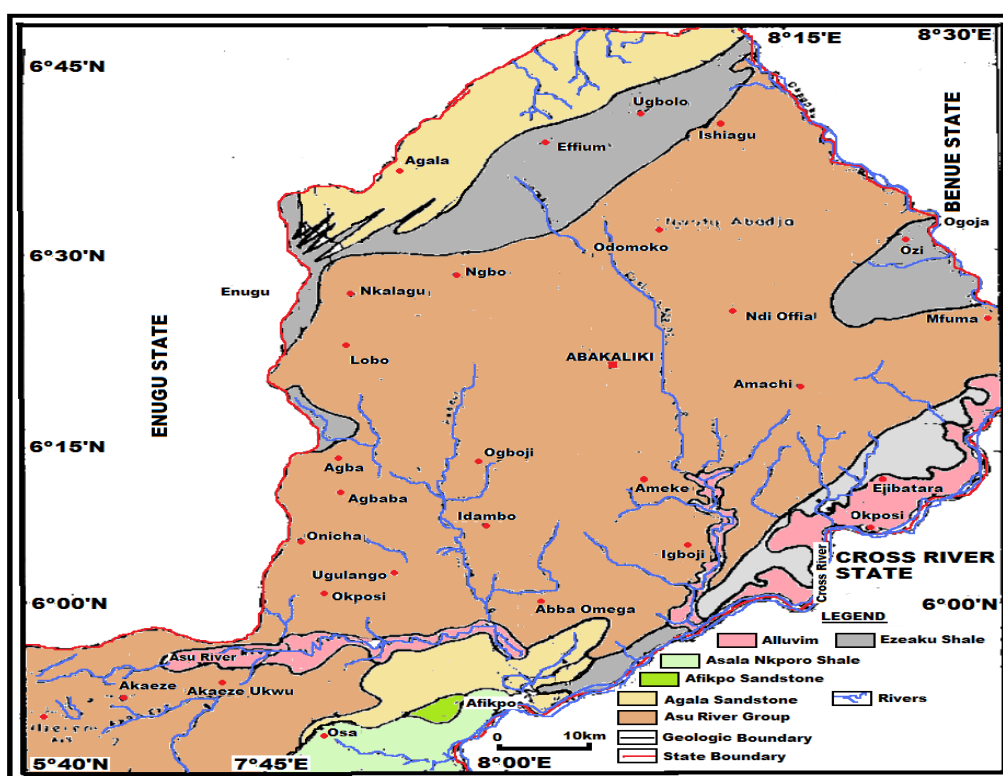 8°15'E
8°30'E
6°45'N
Ugbolo
Ishiagu
Effium
Agala
BENUE STATE
Ogoja
Odomoko
Ozi
6°30'N
Ngbo
Enugu
Nkalagu
Ndi Offia
Mfuma
ENUGU STATE
Lobo
ABAKALIKI
Amachi
6°15'N
Agba
Ogboji
Agbaba
Ameke
Ejibatara
Idambo
Okposi
Onicha
Igboji
Cross River
CROSS RIVER
STATE
Ugulango
6°00'N
Okposi
Abba Omega
6°00'N
LEGEND
Alluvim
Ezeaku Shale
Asu River
Asala Nkporo Shale
Afikpo Sandstone
Akaeze
Akaeze Ukwu
Agala Sandstone
Rivers
Afikpo
Asu River Group
Osa
Geologic Boundary
0 10km
State Boundary
5°40'N
7°45'E
8°00'E